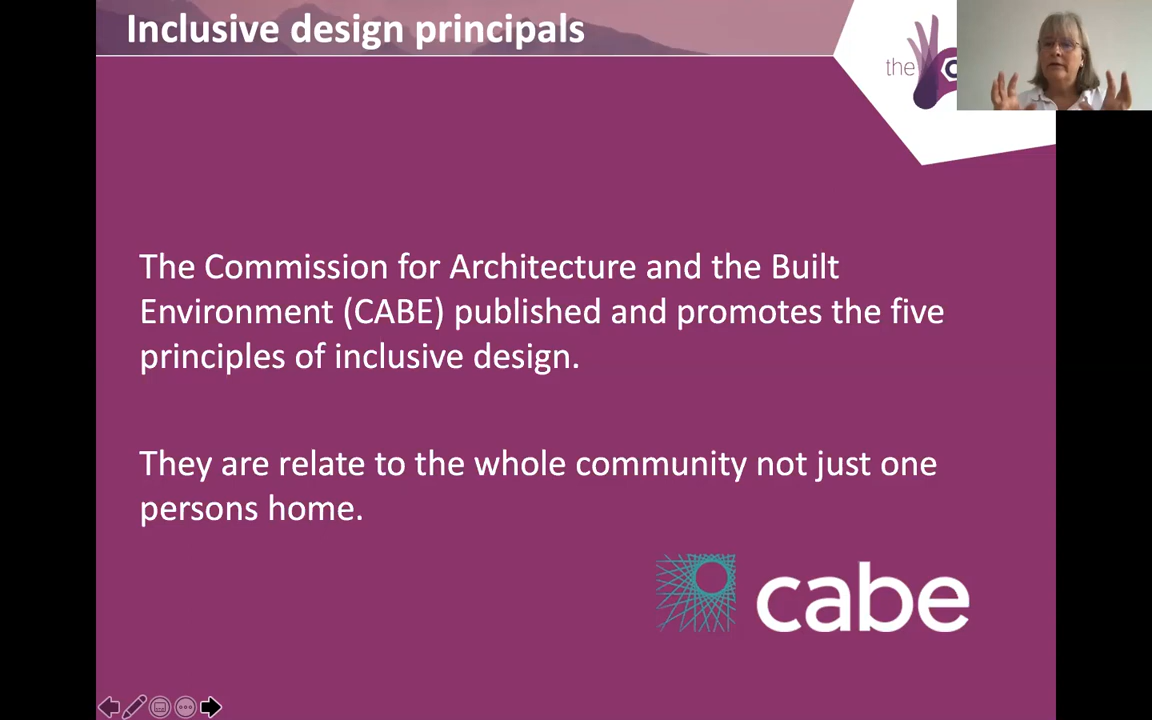 Inclusive design principals
the
The Commission for Architecture and the Built
Environment (CABE) published and promotes the five
principles of inclusive design.
They are relate to the whole community not just one
persons home.
cabe